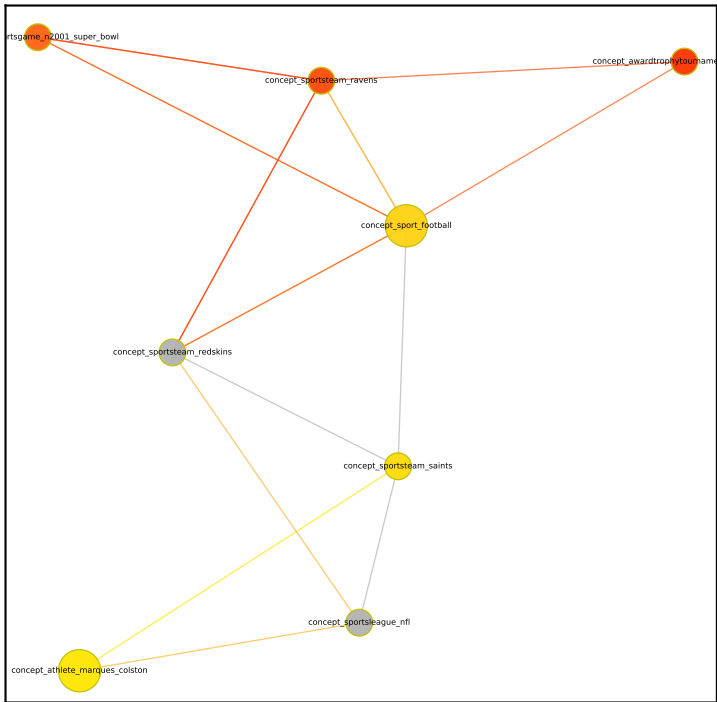 rtsgame_n2001_super_bowl
concept_awardtrophytourname
concept_sportsteam_ravens
concept_sport_football
concept_sportsteam_redskins
concept_sportsteam_saints
concept_sportsleague_nfl
concept_athlete_marques_colston